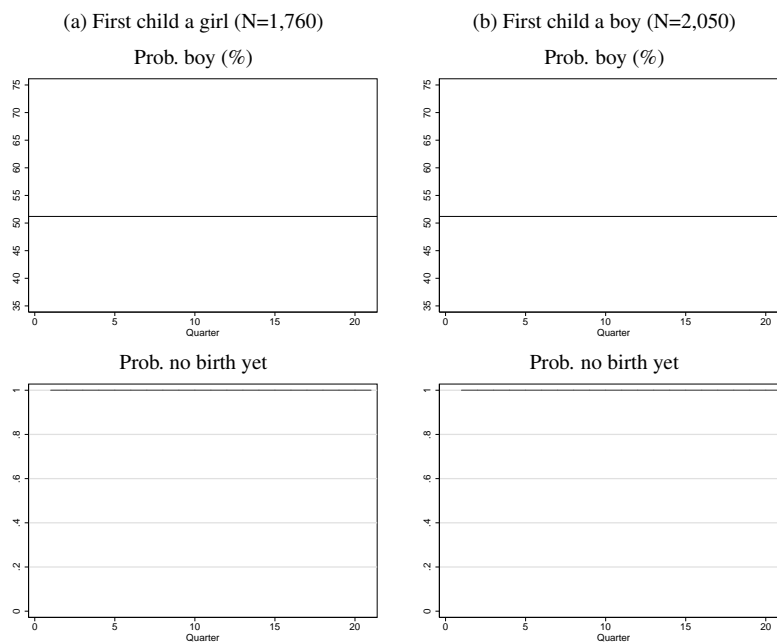 (a) First child a girl (N=1,760)
(b) First child a boy (N=2,050)
Prob. boy (%)
Prob. boy (%)
75
70
65
60
55
50
45
40
35
0 5 10 15 20
Quarter
75
70
65
60
55
50
45
40
35
0 5 10 15 20
Quarter
Prob. no birth yet
Prob. no birth yet
1
.8
.6
.4
.2
0
0 5 10 15 20
Quarter
1
.8
.6
.4
.2
0
0 5 10 15 20
Quarter